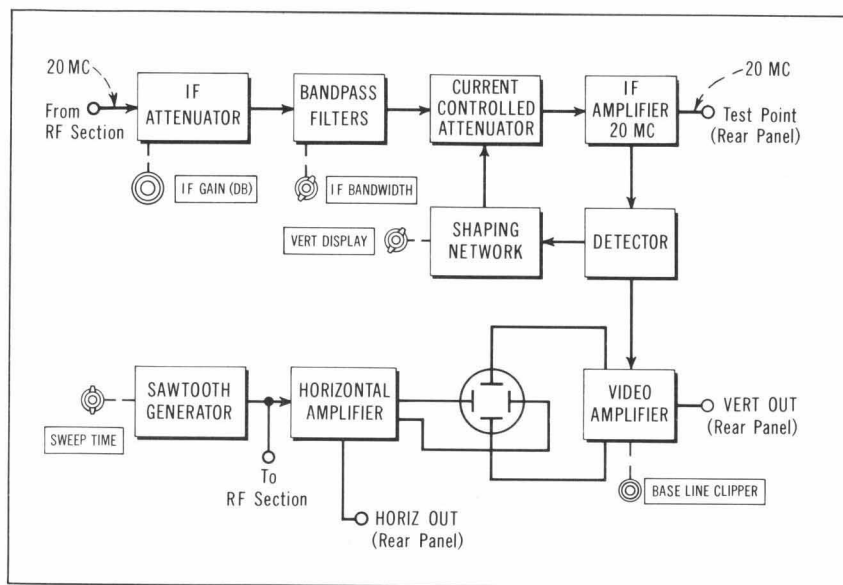 20 MC
From
RF Section
IF
ATTENUATOR
BANDPASS
FILTERS
CURRENT
CONTROLLED
ATTENUATOR
IF
AMPLIFIER
20 MC
20 MC
Test Point
(Rear Panel)
IF GAIN (DB)
IF BANDWIDTH
VERT DISPLAY
SHAPING
NETWORK
DETECTOR
SAWTOOTH
GENERATOR
HORIZONTAL
AMPLIFIER
VIDEO
AMPLIFIER
VERT OUT
(Rear Panel)
SWEEP TIME
To
RF Section
HORIZ OUT
(Rear Panel)
BASE LINE CLIPPER